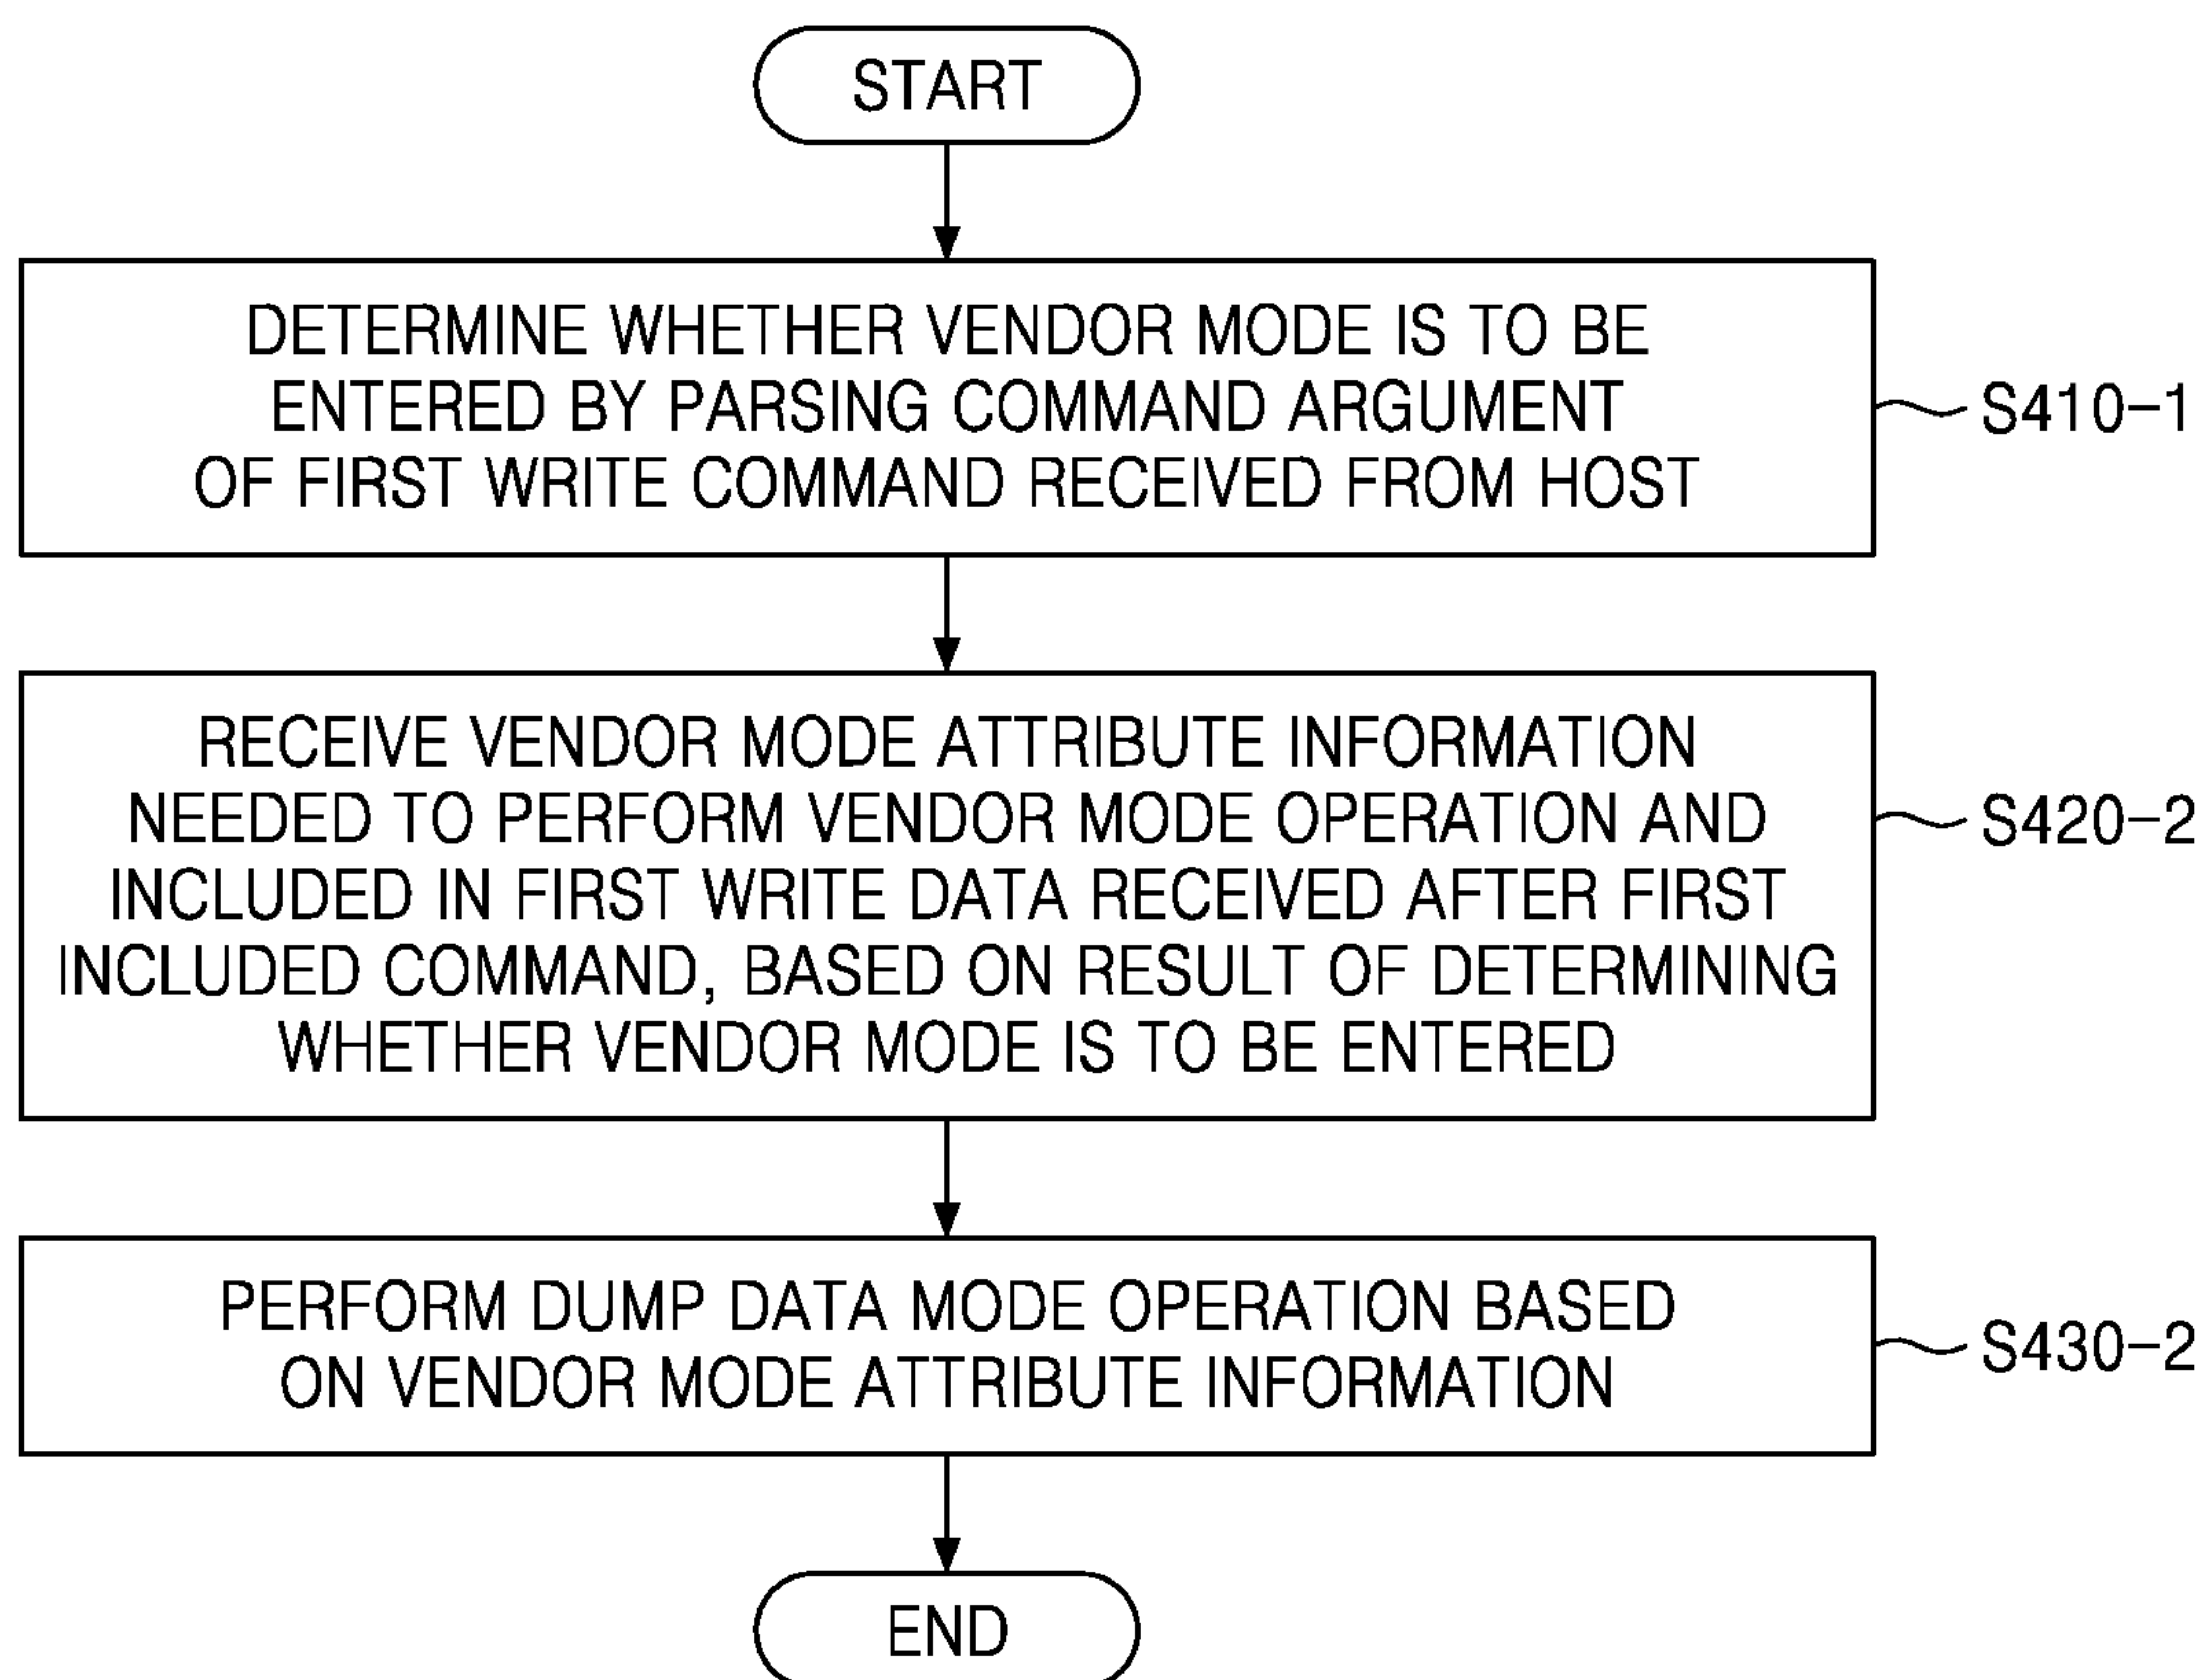 START
DETERMINE WHETHER VENDOR MODE IS TO BE
ENTERED BY PARSING COMMAND ARGUMENT
OF FIRST WRITE COMMAND RECEIVED FROM HOST
S410-1
RECEIVE VENDOR MODE ATTRIBUTE INFORMATION
NEEDED TO PERFORM VENDOR MODE OPERATION AND
INCLUDED IN FIRST WRITE DATA RECEIVED AFTER FIRST
INCLUDED COMMAND, BASED ON RESULT OF DETERMINING
WHETHER VENDOR MODE IS TO BE ENTERED
S420-2
PERFORM DUMP DATA MODE OPERATION BASED
ON VENDOR MODE ATTRIBUTE INFORMATION
S430-2
END